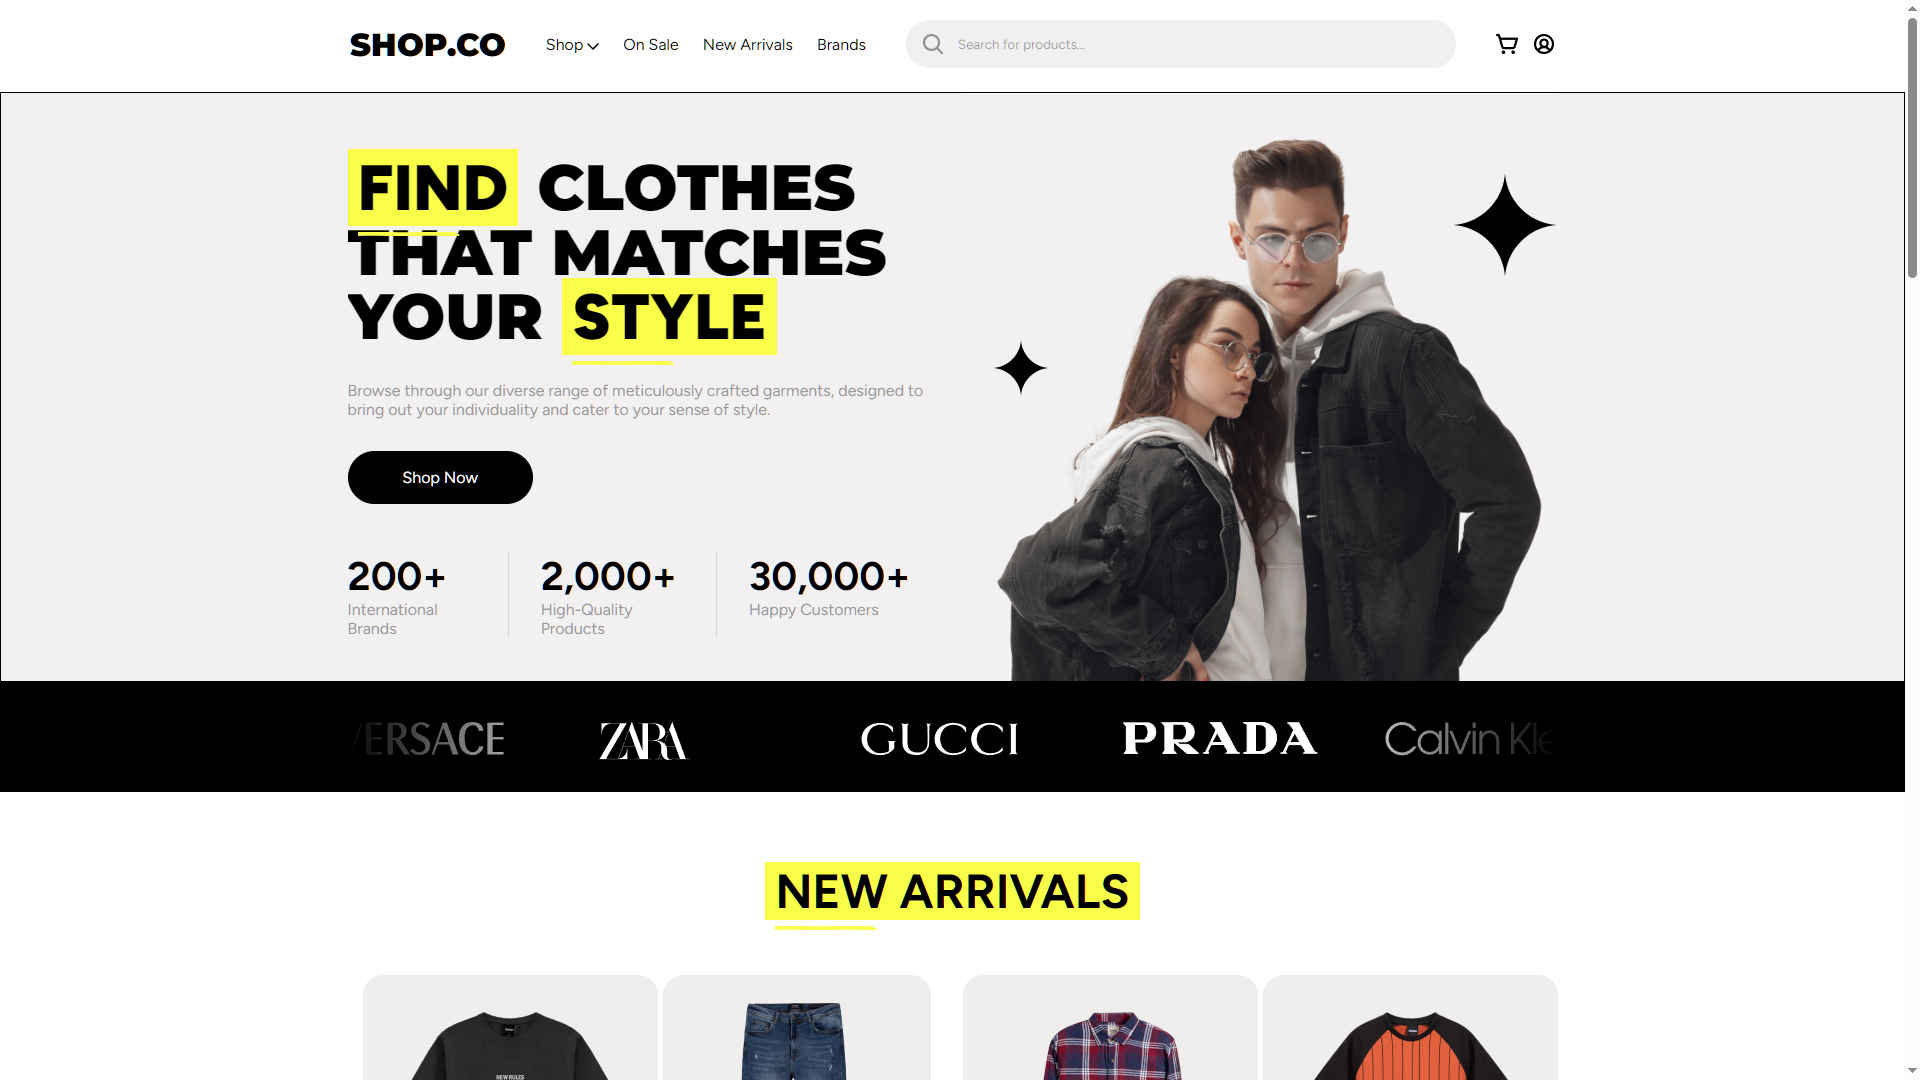 SHOP.CO
Shop
On Sale
New Arrivals
Brands
Search for products...
FIND CLOTHES
THAT MATCHES
YOUR STYLE
Browse through our diverse range of meticulously crafted garments, designed to
bring out your individuality and cater to your sense of style.
Shop Now
200+
International
Brands
2,000+
High-Quality
Products
30,000+
Happy Customers
VERSACE
ZARA
GUCCI
PRADA
Calvin Kle
NEW ARRIVALS
NEW RULES